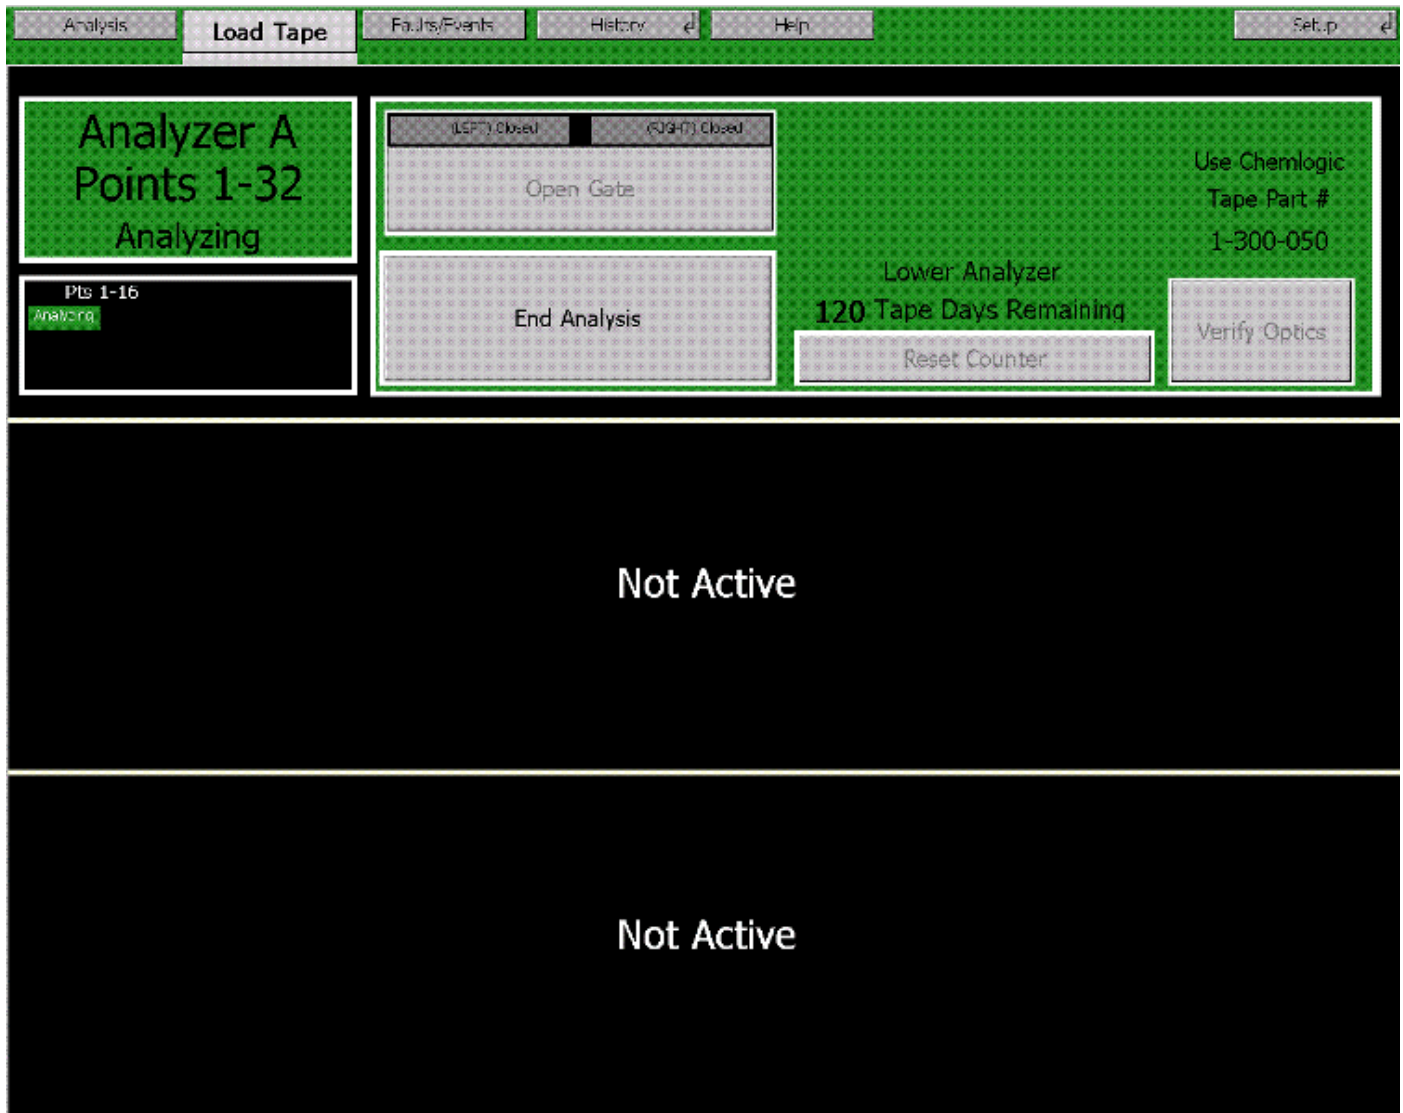 Analysis
Load Tape
Faults/Events
History
Help
Setup
Analyzer A
Points 1-32
Analyzing
Pts 1-16
Analyzing
(LEFT) Closed
(RIGHT) Closed
Open Gate
End Analysis
Use Chemlogic
Tape Part #
1-300-050
Lower Analyzer
120 Tape Days Remaining
Reset Counter
Verify Optics
Not Active
Not Active